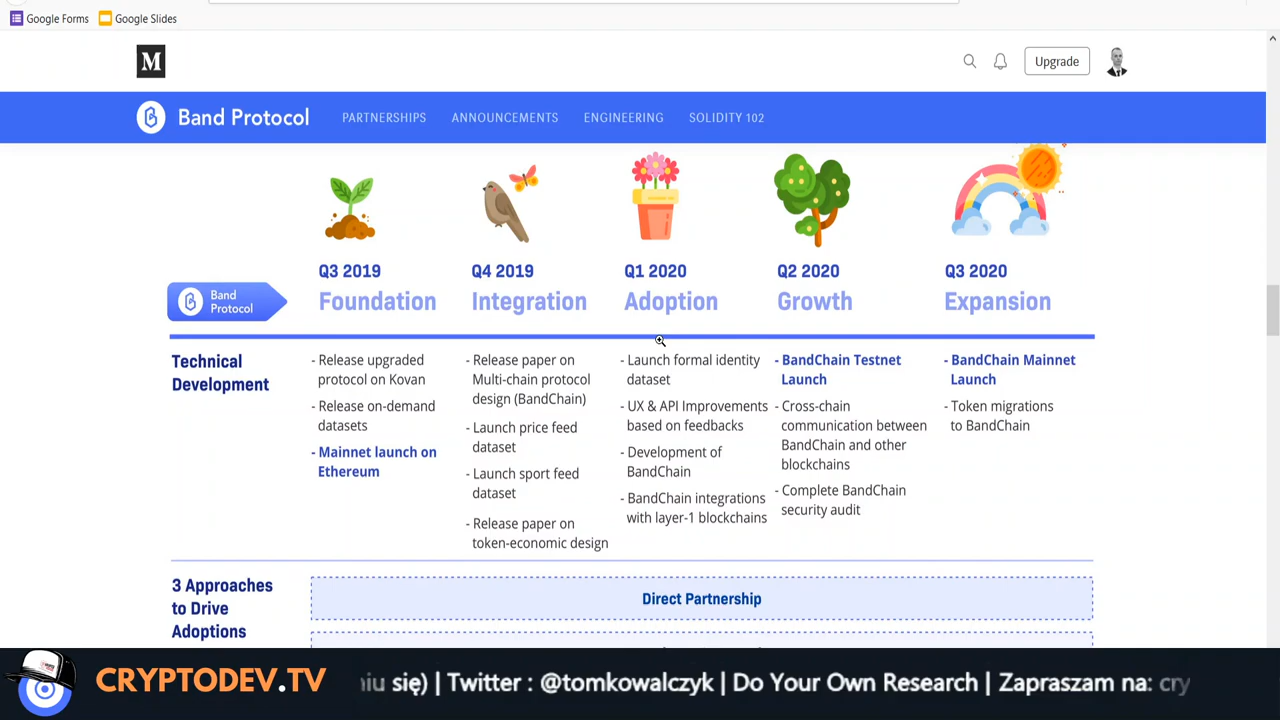 Google Forms
Google Slides
M
Upgrade
Band Protocol
PARTNERSHIPS
ANNOUNCEMENTS
ENGINEERING
SOLIDITY 102
Q3 2019
Q4 2019
Q1 2020
Q2 2020
Q3 2020
Band
Protocol
Foundation
Integration
Adoption
Growth
Expansion
Technical
Development
- Release upgraded
protocol on Kovan
- Release on-demand
datasets
- Mainnet launch on
Ethereum
- Release paper on
Multi-chain protocol
design (BandChain)
- Launch price feed
dataset
- Launch sport feed
dataset
- Release paper on
token-economic design
- Launch formal identity
dataset
- UX & API Improvements
based on feedbacks
- Development of
BandChain
- BandChain integrations
with layer-1 blockchains
- BandChain Testnet
Launch
- Cross-chain
communication between
BandChain and other
blockchains
- Complete BandChain
security audit
- BandChain Mainnet
Launch
- Token migrations
to BandChain
3 Approaches
to Drive
Adoptions
Direct Partnership
CRYPTODEV.TV
niu się) | Twitter : @tomkowalczyk | Do Your Own Research | Zapraszam na: cry